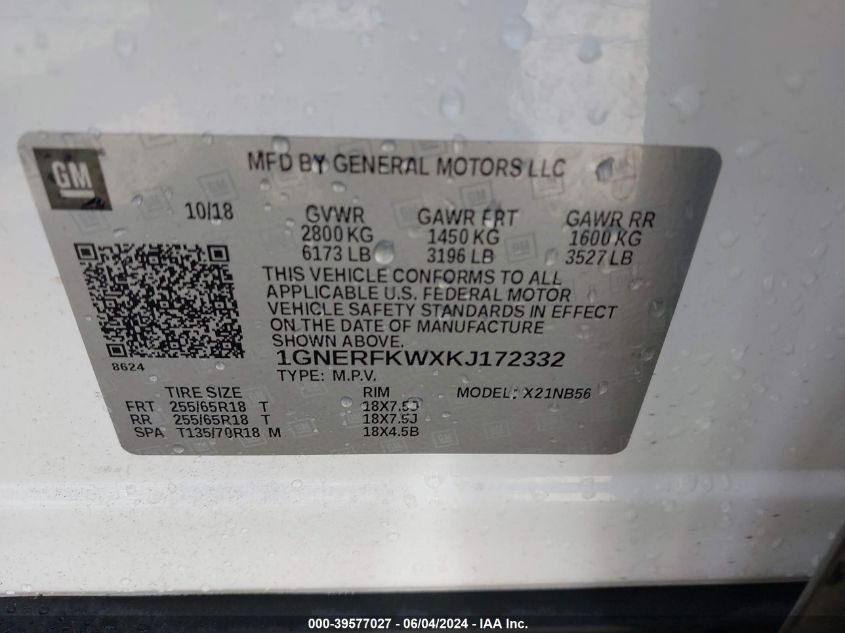 GM
MFD BY GENERAL MOTORS LLC
10/18 GVWR GAWR FRT GAWR RR
2800 KG 1450 KG 1600 KG
6173 LB 3196 LB 3527 LB
THIS VEHICLE CONFORMS TO ALL
APPLICABLE U.S. FEDERAL MOTOR
VEHICLE SAFETY STANDARDS IN EFFECT
ON THE DATE OF MANUFACTURE
SHOWN ABOVE.
8624
1GNERFKWXKJ172332
TYPE: M.P.V.
TIRE SIZE RIM MODEL: X21NB56
FRT 255/65R18 T 18X7.5J
RR 255/65R18 T 18X7.5J
SPA T135/70R18 M 18X4.5B
000-39577027 - 06/04/2024 - IAA Inc.